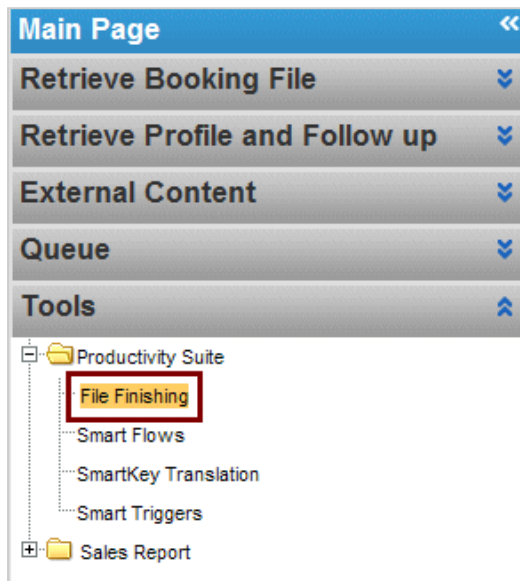 Main Page
Retrieve Booking File
Retrieve Profile and Follow up
External Content
Queue
Tools
Productivity Suite
File Finishing
Smart Flows
SmartKey Translation
Smart Triggers
Sales Report